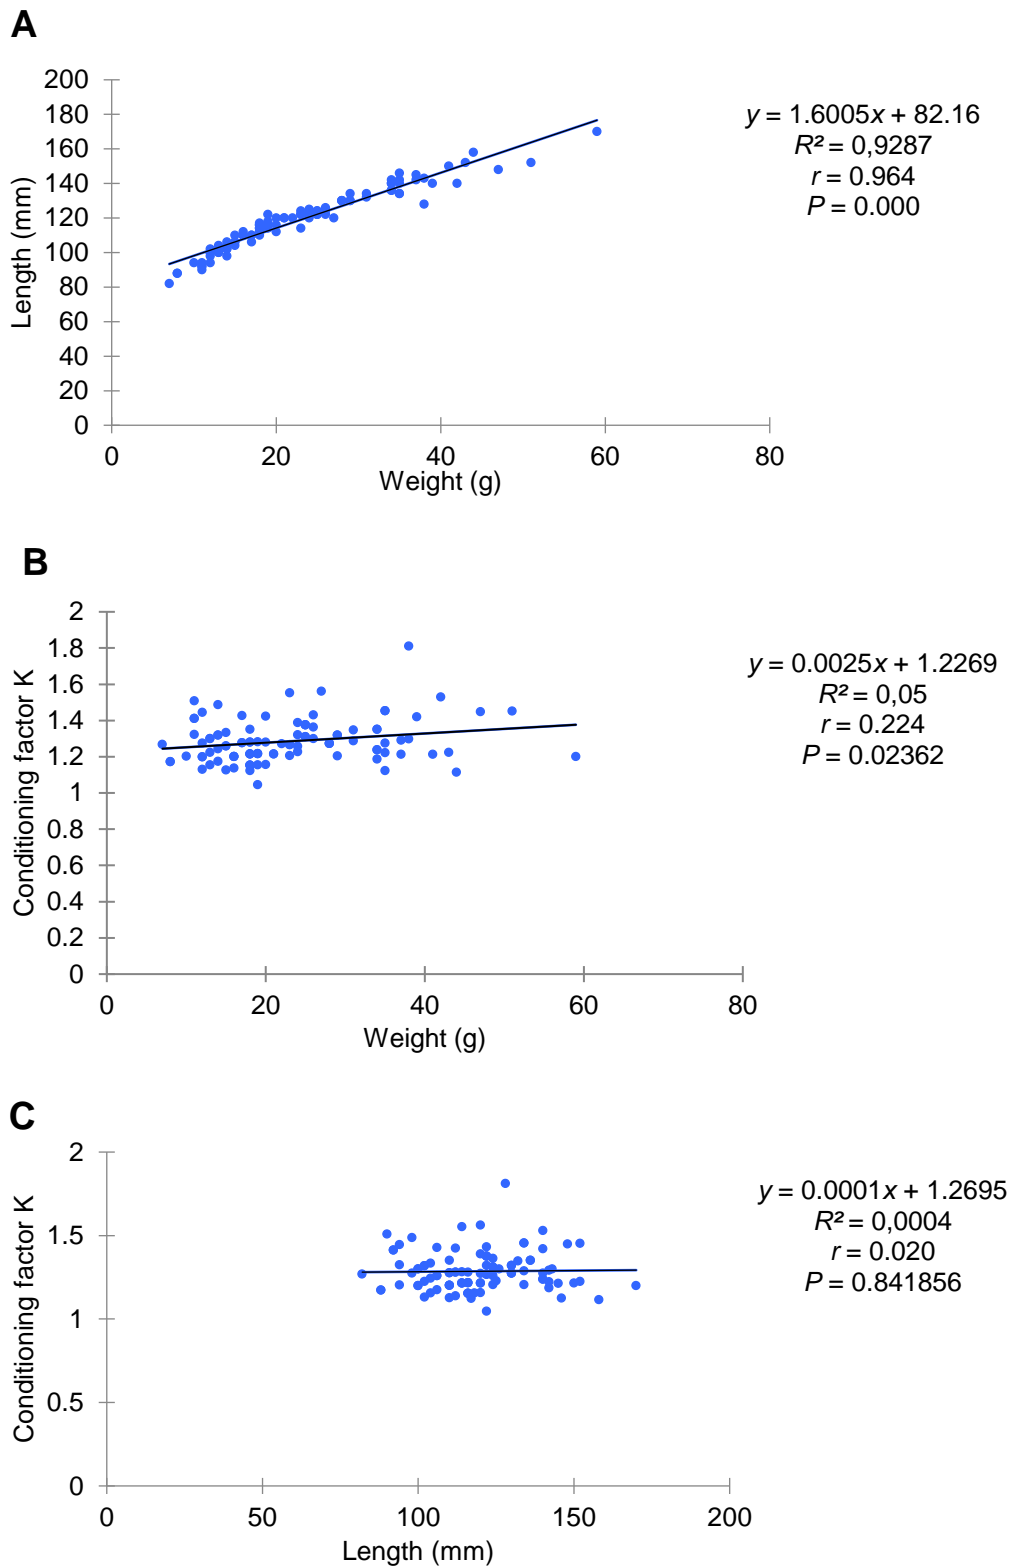 A
200
180
160
140
120
100
80
60
40
20
0
Length (mm)
0 20 40 60 80
Weight (g)
y = 1.6005x + 82.16
R² = 0,9287
r = 0.964
P = 0.000
B
2
1.8
1.6
1.4
1.2
1
0.8
0.6
0.4
0.2
0
Conditioning factor K
0 20 40 60 80
Weight (g)
y = 0.0025x + 1.2269
R² = 0,05
r = 0.224
P = 0.02362
C
2
1.5
1
0.5
0
Conditioning factor K
0 50 100 150 200
Length (mm)
y = 0.0001x + 1.2695
R² = 0,0004
r = 0.020
P = 0.841856